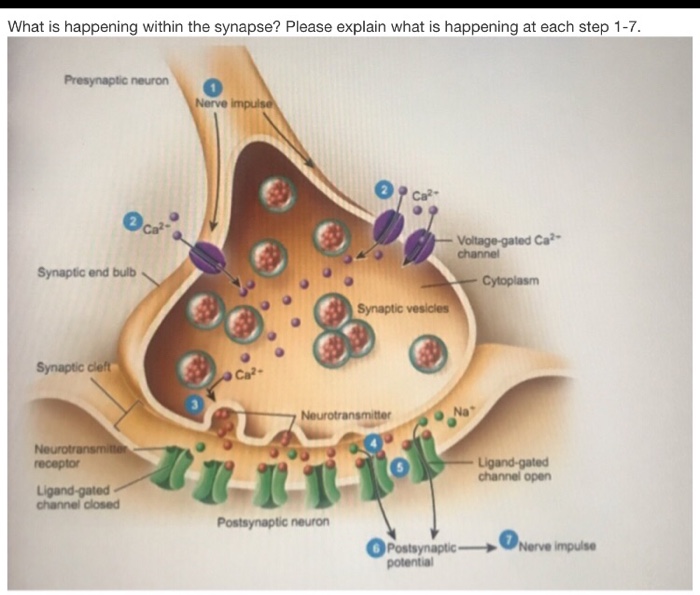 What is happening within the synapse? Please explain what is happening at each step 1-7.
Presynaptic neuron
1
Nerve impulse
2
Ca²⁻
2
Ca²⁻
Voltage-gated Ca²⁻
channel
Synaptic end bulb
Cytoplasm
Synaptic vesicles
Synaptic cleft
Ca²⁻
3
Neurotransmitter
Na⁺
4
Neurotransmitter
receptor
5
Ligand-gated
channel open
Ligand-gated
channel closed
Postsynaptic neuron
6 Postsynaptic
potential
7 Nerve impulse